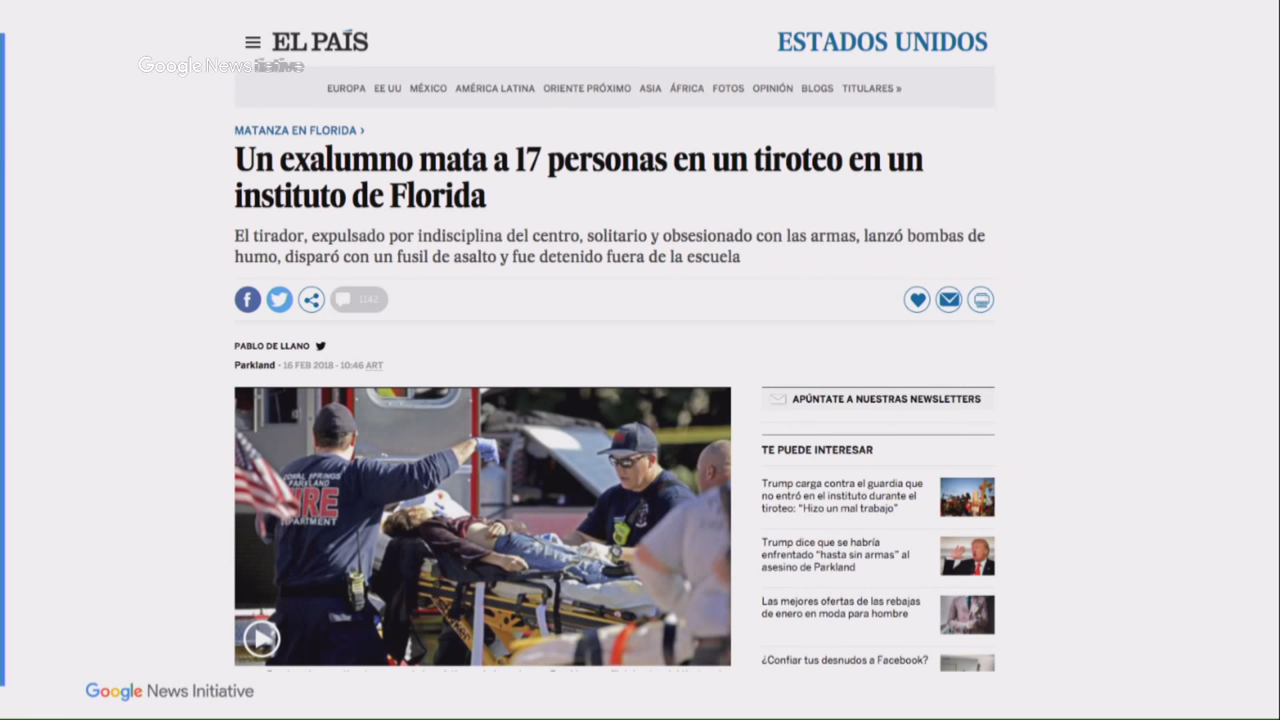 EL PAÍS
ESTADOS UNIDOS
Google News Initiative
EUROPA EE UU MÉXICO AMÉRICA LATINA ORIENTE PRÓXIMO ASIA ÁFRICA FOTOS OPINIÓN BLOGS TITULARES »
MATANZA EN FLORIDA ›
Un exalumno mata a 17 personas en un tiroteo en un
instituto de Florida
El tirador, expulsado por indisciplina del centro, solitario y obsesionado con las armas, lanzó bombas de
humo, disparó con un fusil de asalto y fue detenido fuera de la escuela
1142
PABLO DE LLANO
Parkland - 16 FEB 2018 - 10:46 ART
CORAL SPRINGS
PARKLAND
FIRE
DEPARTMENT
APÚNTATE A NUESTRAS NEWSLETTERS
TE PUEDE INTERESAR
Trump carga contra el guardia que
no entró en el instituto durante el
tiroteo: “Hizo un mal trabajo”
Trump dice que se habría
enfrentado “hasta sin armas” al
asesino de Parkland
Las mejores ofertas de las rebajas
de enero en moda para hombre
¿Confiar tus desnudos a Facebook?
Google News Initiative